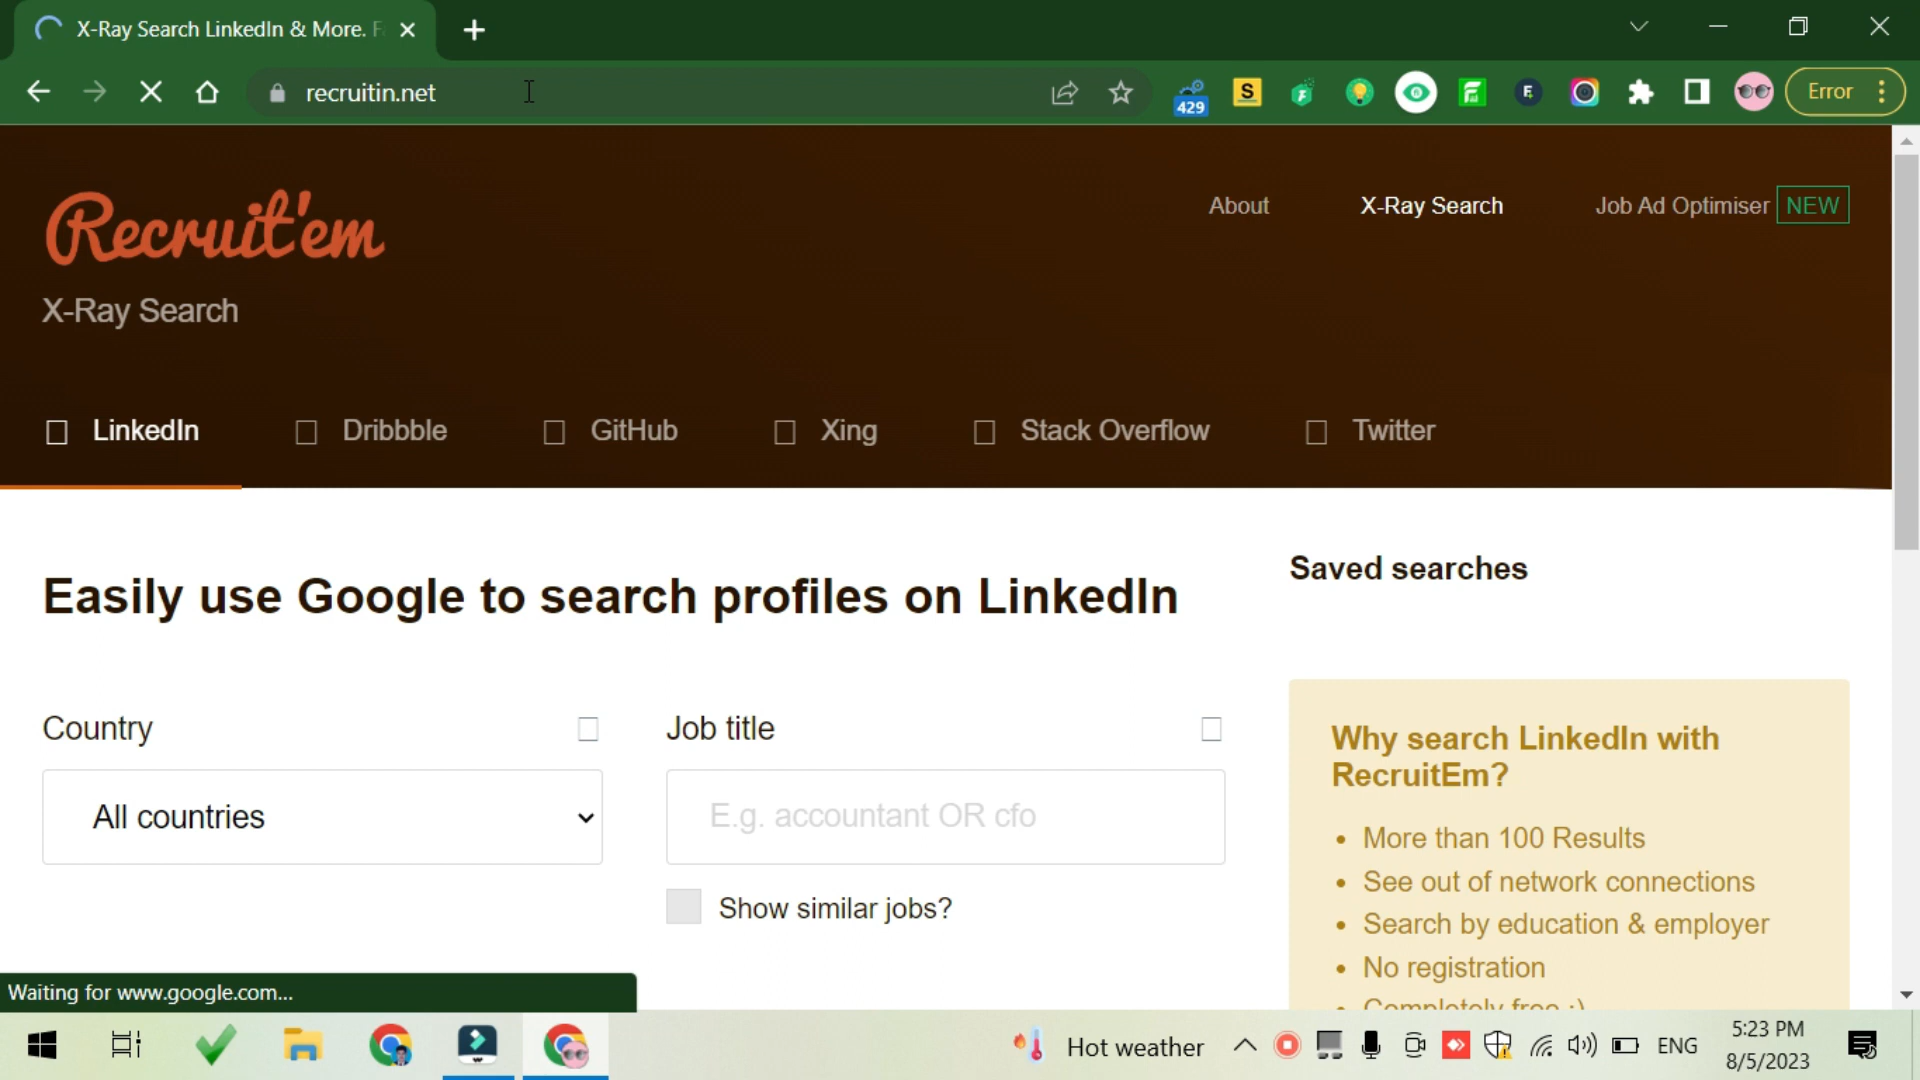 X-Ray Search LinkedIn & More.
recruitin.net
429
S
Error
Recruit'em
About
X-Ray Search
Job Ad Optimiser NEW
X-Ray Search
LinkedIn
Dribbble
GitHub
Xing
Stack Overflow
Twitter
Easily use Google to search profiles on LinkedIn
Saved searches
Country
Job title
All countries
E.g. accountant OR cfo
Show similar jobs?
Why search LinkedIn with
RecruitEm?
• More than 100 Results
• See out of network connections
• Search by education & employer
• No registration
• Completely free :)
Waiting for www.google.com...
Hot weather
ENG
5:23 PM
8/5/2023